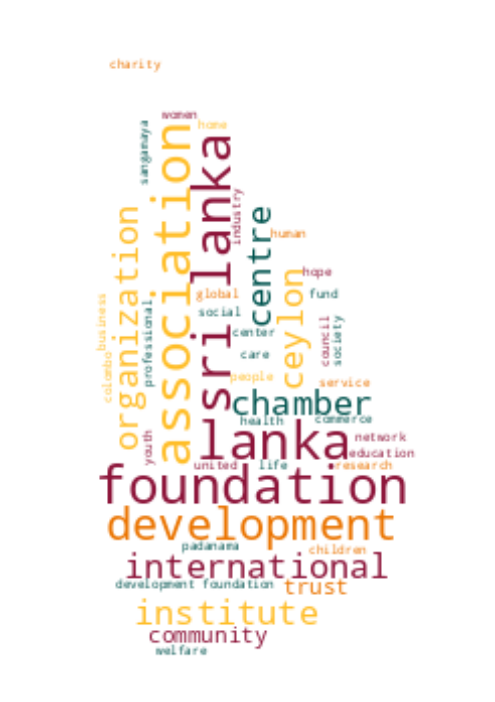 charity
women
home
sangamaya
association
sri lanka
industry
organization
centre
human
ceylon
hope
global
fund
business
professional
social
center
council
society
colombo
care
people
service
chamber
health
commerce
youth
lanka
network
education
united
life
research
foundation
development
padanama
children
international
development foundation
trust
institute
community
welfare